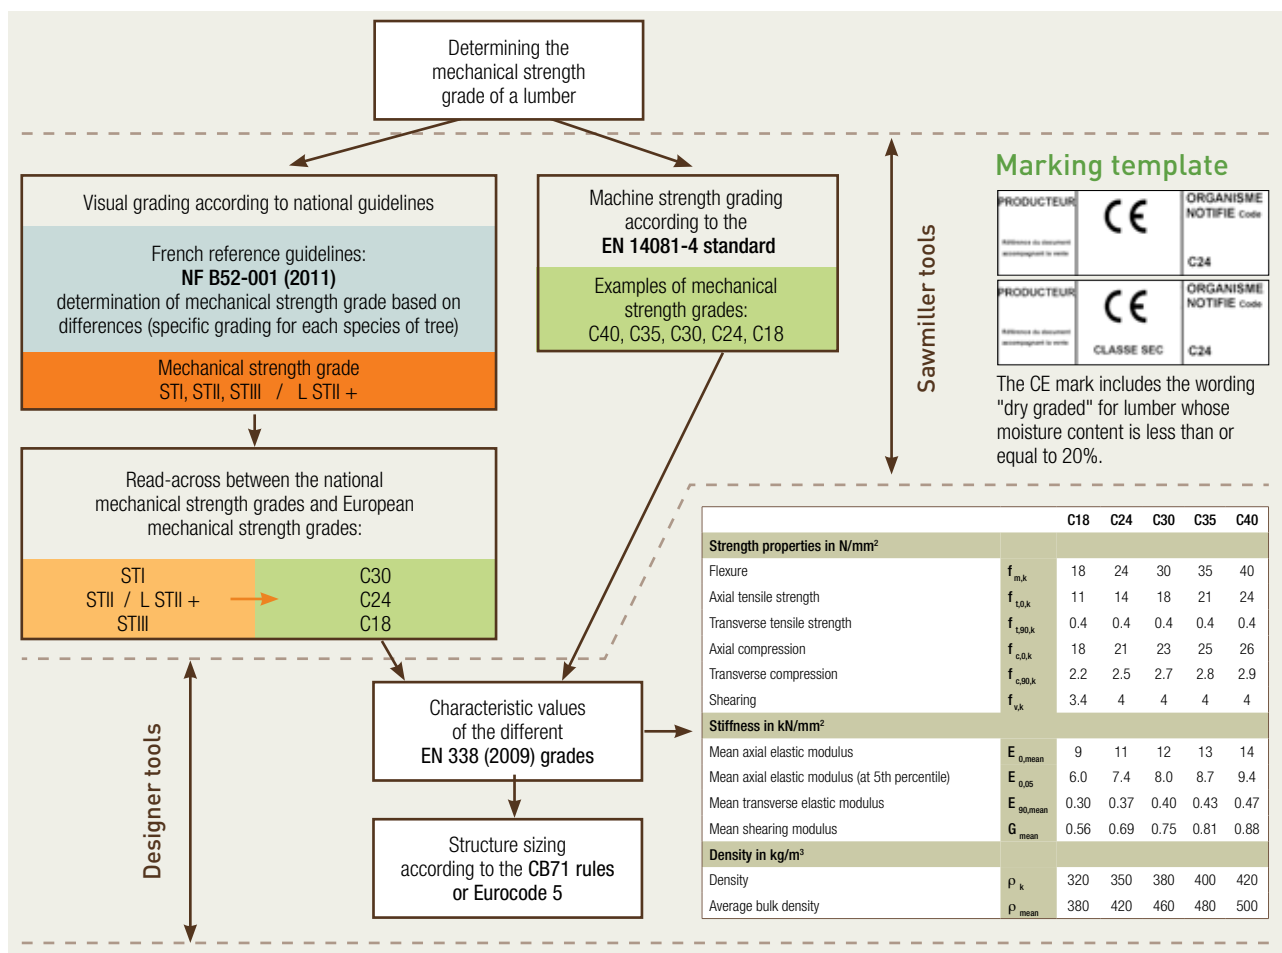 Determining the
mechanical strength
grade of a lumber
Visual grading according to national guidelines
French reference guidelines:
NF B52-001 (2011)
determination of mechanical strength grade based on
differences (specific grading for each species of tree)
Mechanical strength grade
STI, STII, STIII / L STII +
Machine strength grading
according to the
EN 14081-4 standard
Examples of mechanical
strength grades:
C40, C35, C30, C24, C18
Sawmiller tools
Marking template
PRODUCTEUR
Référence du document
accompagnant la vente
CE
ORGANISME
NOTIFIE Code
C24
PRODUCTEUR
Référence du document
accompagnant la vente
CE
CLASSE SEC
ORGANISME
NOTIFIE Code
C24
The CE mark includes the wording
"dry graded" for lumber whose
moisture content is less than or
equal to 20%.
Read-across between the national
mechanical strength grades and European
mechanical strength grades:
STI C30
STII / L STII + C24
STIII C18
Designer tools
Characteristic values
of the different
EN 338 (2009) grades
Structure sizing
according to the CB71 rules
or Eurocode 5
C18 C24 C30 C35 C40
Strength properties in N/mm²
Flexure f m,k 18 24 30 35 40
Axial tensile strength f t,0,k 11 14 18 21 24
Transverse tensile strength f t,90,k 0.4 0.4 0.4 0.4 0.4
Axial compression f c,0,k 18 21 23 25 26
Transverse compression f c,90,k 2.2 2.5 2.7 2.8 2.9
Shearing f v,k 3.4 4 4 4 4
Stiffness in kN/mm²
Mean axial elastic modulus E 0,mean 9 11 12 13 14
Mean axial elastic modulus (at 5th percentile) E 0,05 6.0 7.4 8.0 8.7 9.4
Mean transverse elastic modulus E 90,mean 0.30 0.37 0.40 0.43 0.47
Mean shearing modulus G mean 0.56 0.69 0.75 0.81 0.88
Density in kg/m³
Density ρ k 320 350 380 400 420
Average bulk density ρ mean 380 420 460 480 500